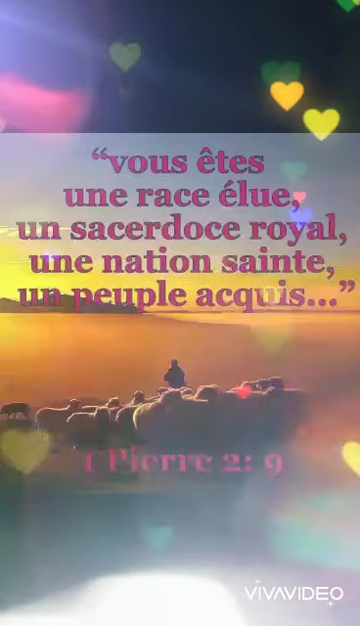 “vous êtes
une race élue,
un sacerdoce royal,
une nation sainte,
un peuple acquis...”
1 Pierre 2: 9
VIVAVIDEO